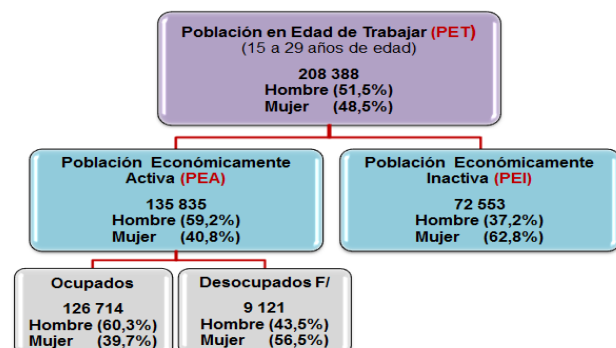 Población en Edad de Trabajar (PET)
(15 a 29 años de edad)
208 388
Hombre (51,5%)
Mujer (48,5%)
Población Económicamente
Activa (PEA)
135 835
Hombre (59,2%)
Mujer (40,8%)
Población Económicamente
Inactiva (PEI)
72 553
Hombre (37,2%)
Mujer (62,8%)
Ocupados
126 714
Hombre (60,3%)
Mujer (39,7%)
Desocupados F/
9 121
Hombre (43,5%)
Mujer (56,5%)